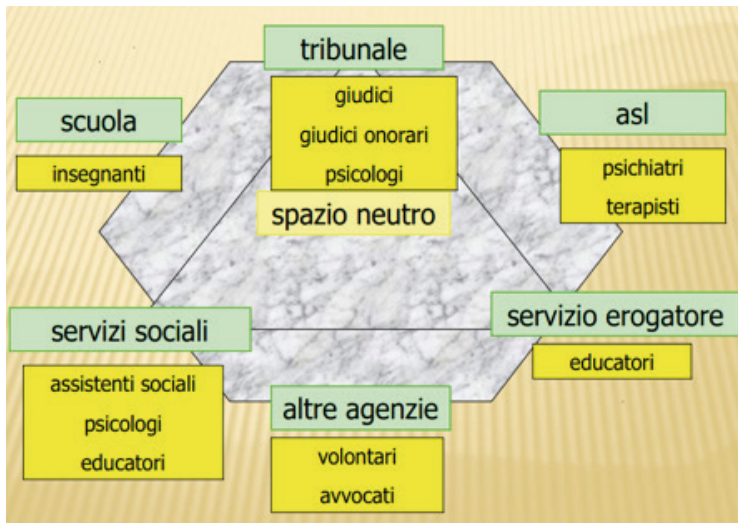 tribunale
giudici
giudici onorari
psicologi
scuola
insegnanti
asl
psichiatri
terapisti
spazio neutro
servizi sociali
assistenti sociali
psicologi
educatori
servizio erogatore
educatori
altre agenzie
volontari
avvocati